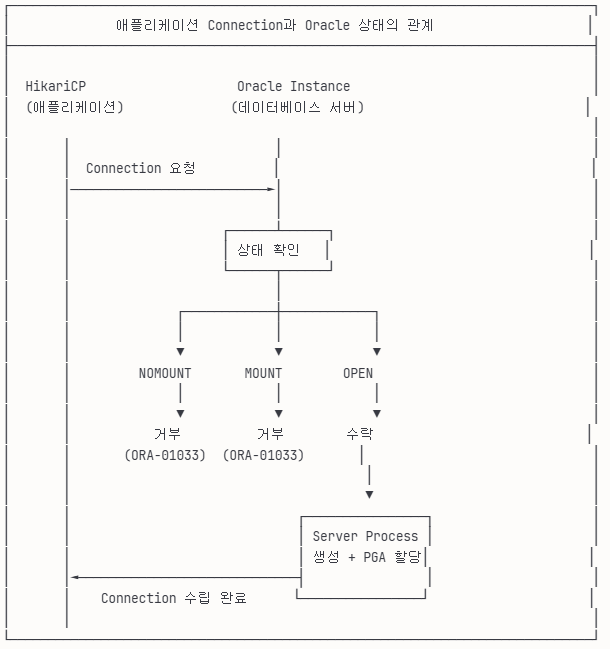 애플리케이션 Connection과 Oracle 상태의 관계
HikariCP Oracle Instance
(애플리케이션) (데이터베이스 서버)
Connection 요청
상태 확인
NOMOUNT MOUNT OPEN
거부 거부 수락
(ORA-01033) (ORA-01033)
Server Process
생성 + PGA 할당
Connection 수립 완료